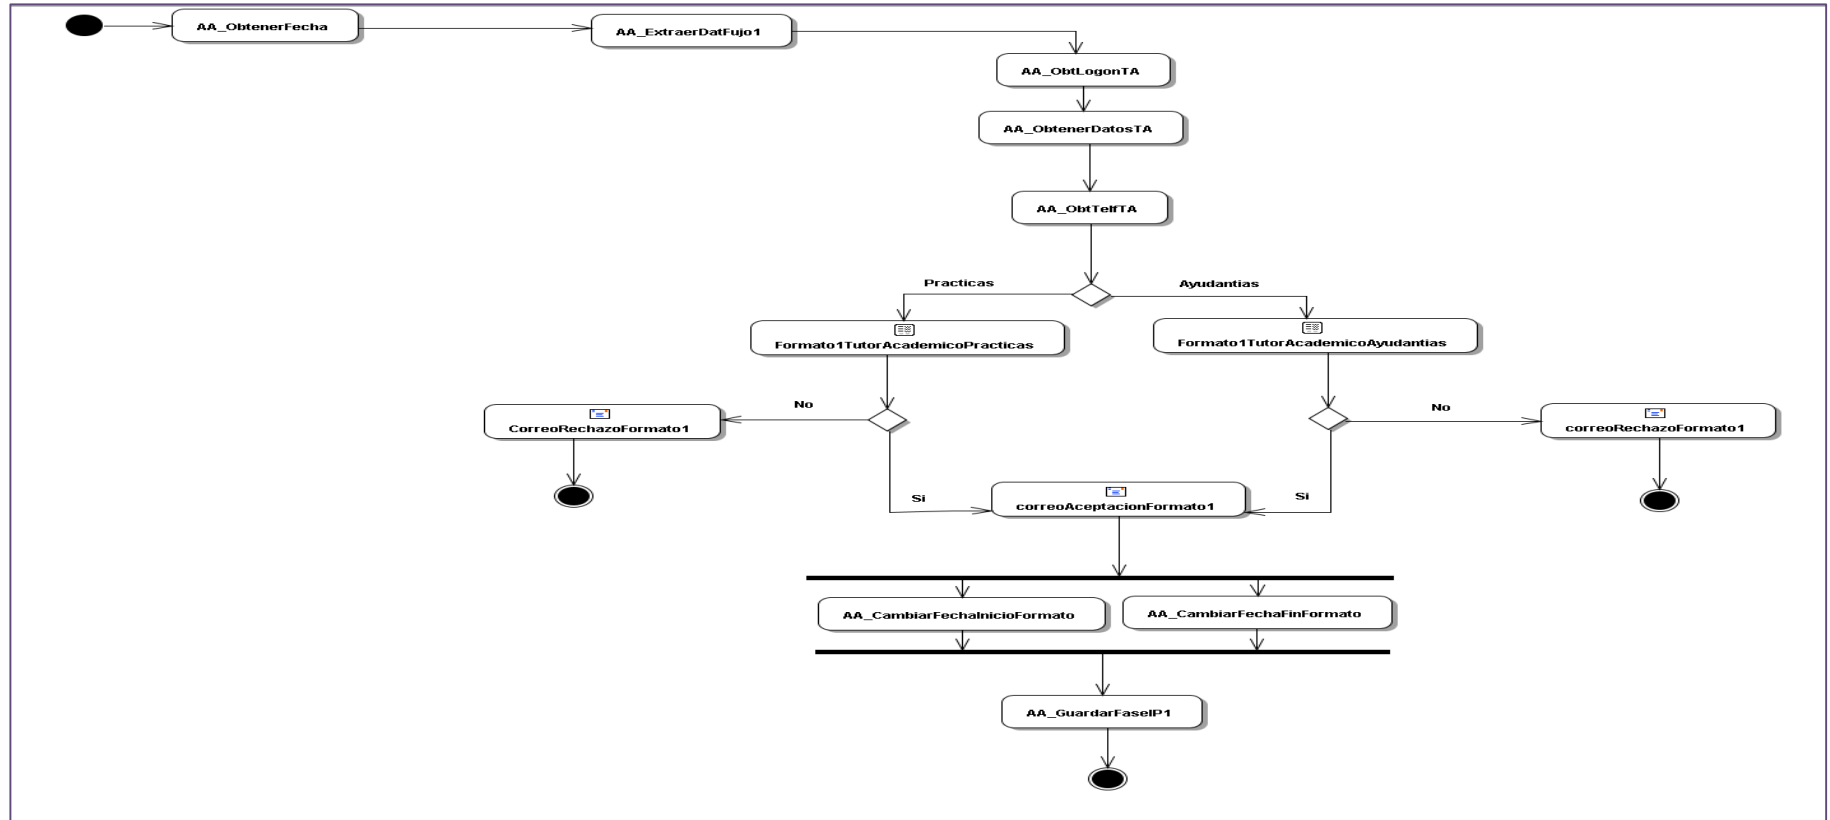 AA_ObtenerFecha
AA_ExtraerDatFujo1
AA_ObtLogonTA
AA_ObtenerDatosTA
AA_ObtTelfTA
Practicas
Ayudantias
Formato1TutorAcademicoPracticas
Formato1TutorAcademicoAyudantias
No
No
CorreoRechazoFormato1
correoRechazoFormato1
Si
Si
correoAceptacionFormato1
AA_CambiarFechaInicioFormato
AA_CambiarFechaFinFormato
AA_GuardarFaseIP1